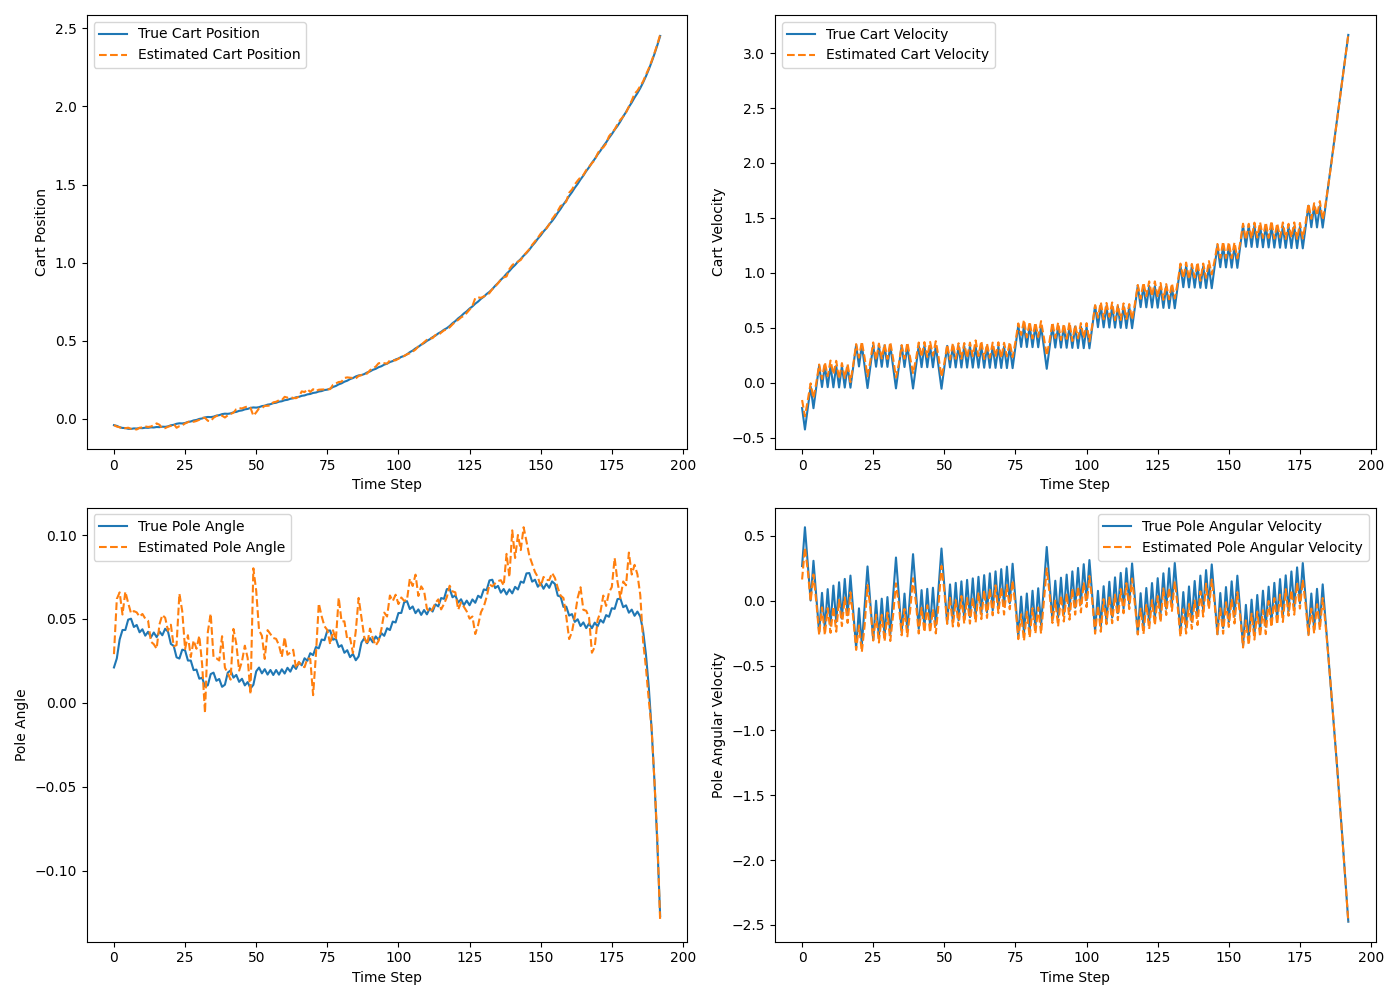 True Cart Position
Estimated Cart Position
2.5
2.0
1.5
1.0
0.5
0.0
Cart Position
0 25 50 75 100 125 150 175 200
Time Step
True Cart Velocity
Estimated Cart Velocity
3.0
2.5
2.0
1.5
1.0
0.5
0.0
−0.5
Cart Velocity
0 25 50 75 100 125 150 175 200
Time Step
True Pole Angle
Estimated Pole Angle
0.10
0.05
0.00
−0.05
−0.10
Pole Angle
0 25 50 75 100 125 150 175 200
Time Step
True Pole Angular Velocity
Estimated Pole Angular Velocity
0.5
0.0
−0.5
−1.0
−1.5
−2.0
−2.5
Pole Angular Velocity
0 25 50 75 100 125 150 175 200
Time Step